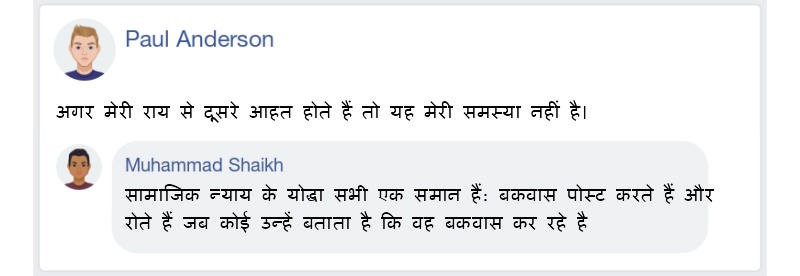 Paul Anderson
अगर मेरी राय से दूसरे आहत होते हैं तो यह मेरी समस्या नहीं है।
Muhammad Shaikh
सामाजिक न्याय के योद्धा सभी एक समान हैं: बकवास पोस्ट करते हैं और
रोते हैं जब कोई उन्हें बताता है कि वह बकवास कर रहे है